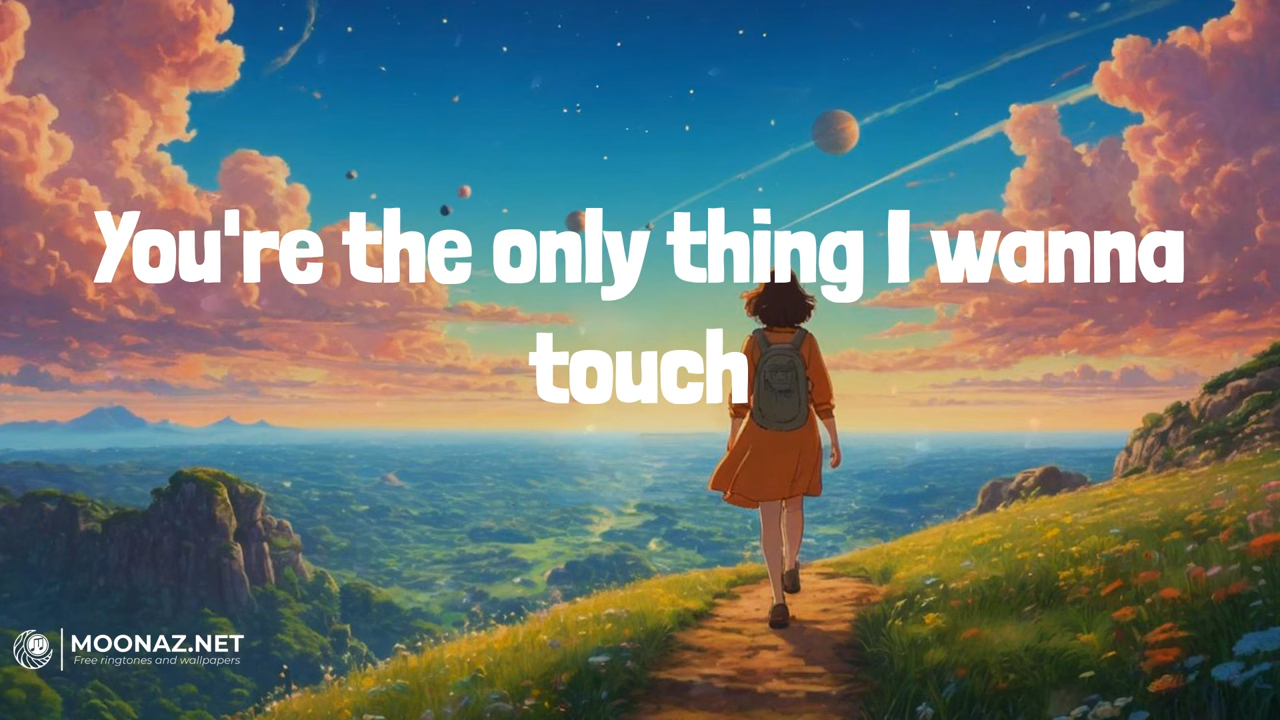 You're the only thing I wanna
touch
MOONAZ.NET
Free ringtones and wallpapers